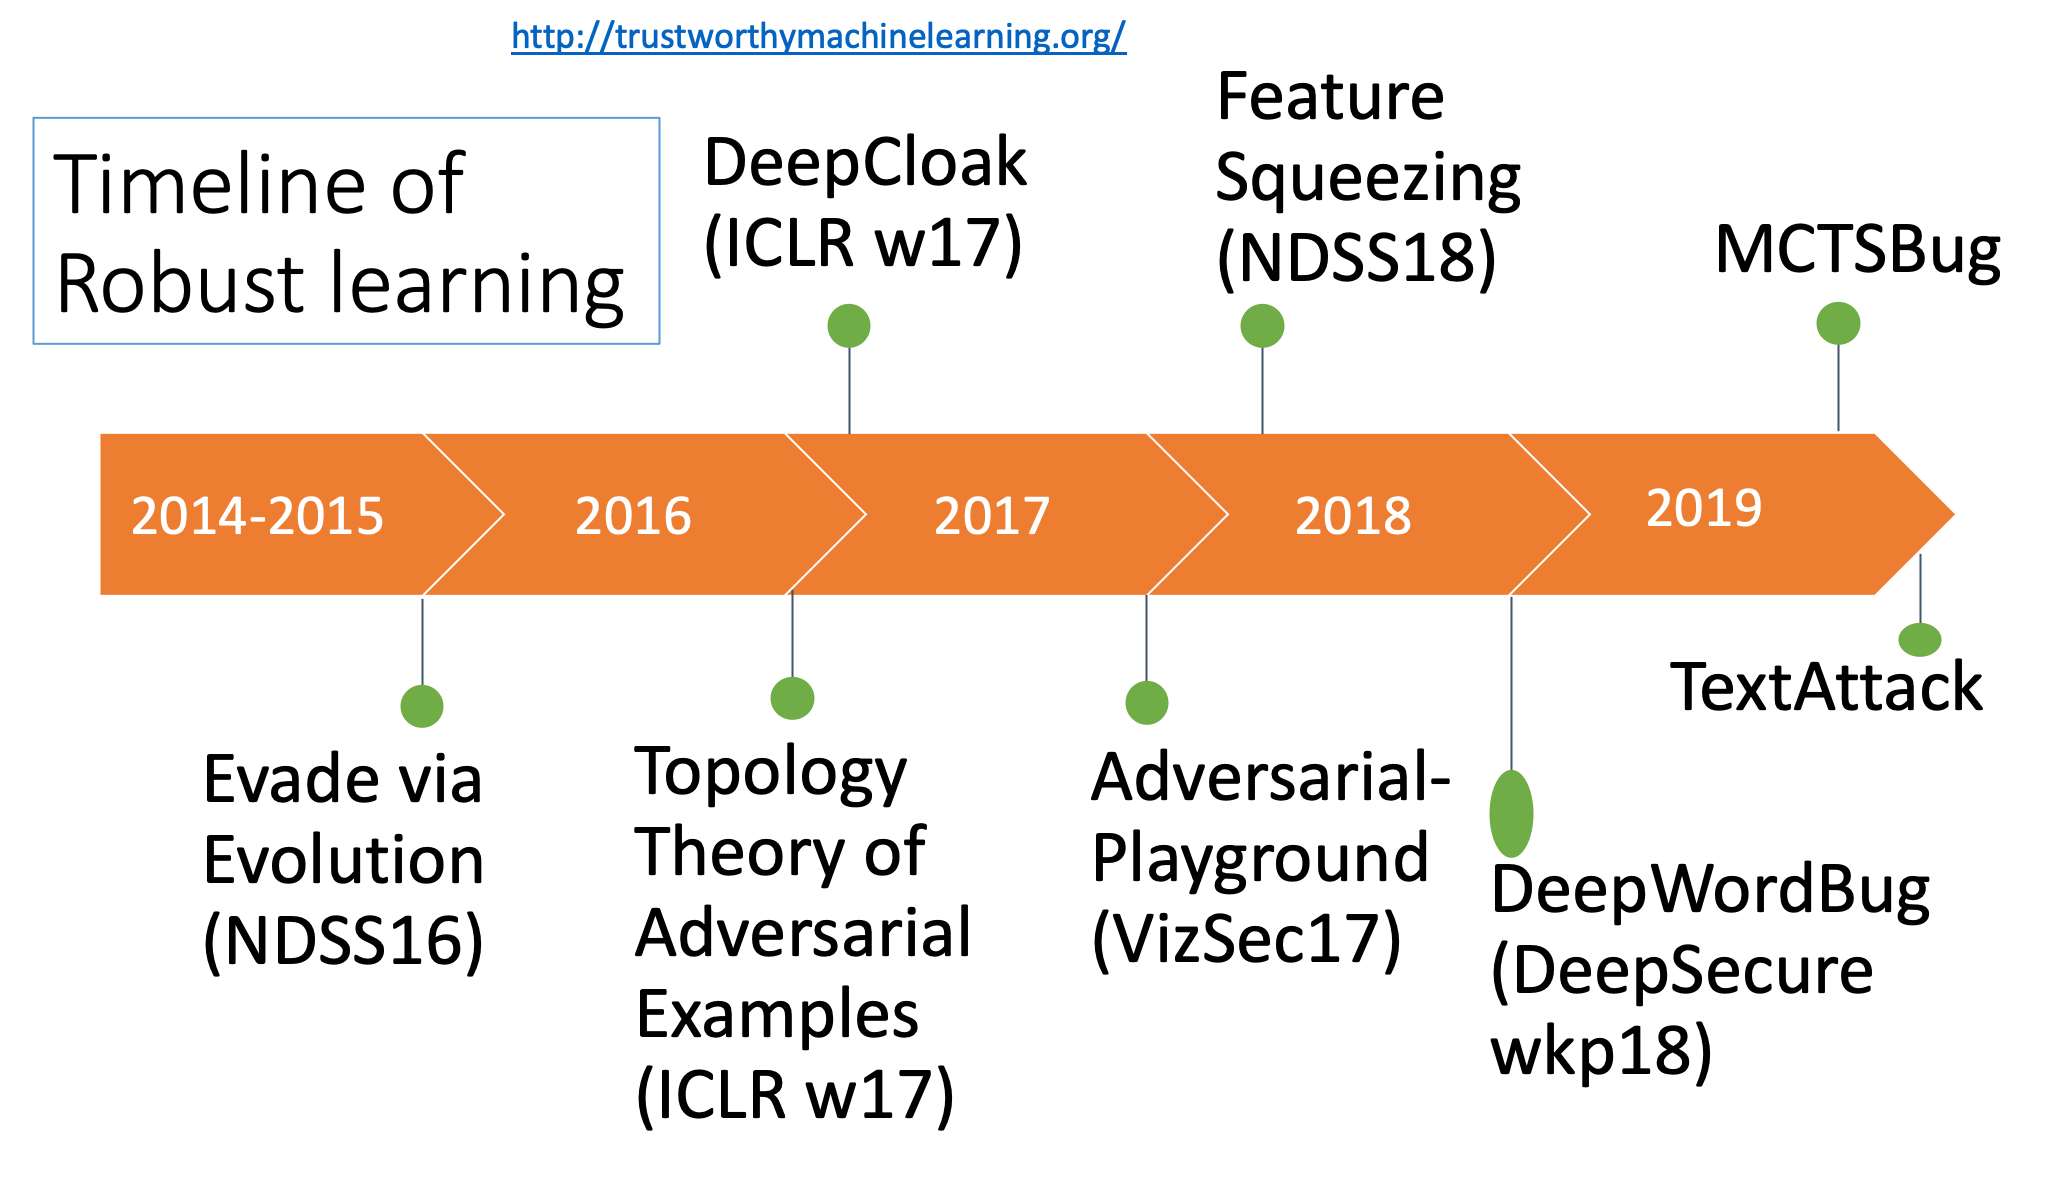 http://trustworthymachinelearning.org/
Timeline of
Robust learning
DeepCloak
(ICLR w17)
Feature
Squeezing
(NDSS18)
MCTSBug
2014-2015
2016
2017
2018
2019
Evade via
Evolution
(NDSS16)
Topology
Theory of
Adversarial
Examples
(ICLR w17)
Adversarial-
Playground
(VizSec17)
DeepWordBug
(DeepSecure
wkp18)
TextAttack